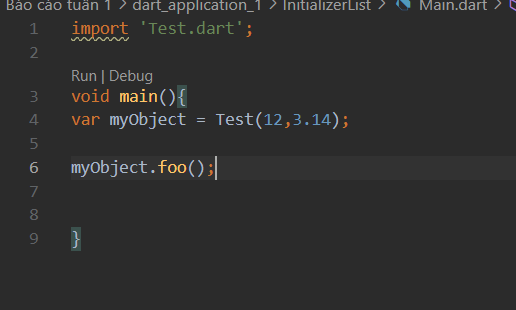 Báo cáo tuần 1 > dart_application_1 > InitializerList > Main.dart >
1 import 'Test.dart';
2
Run | Debug
3 void main(){
4 var myObject = Test(12,3.14);
5
6 myObject.foo();
7
8
9 }